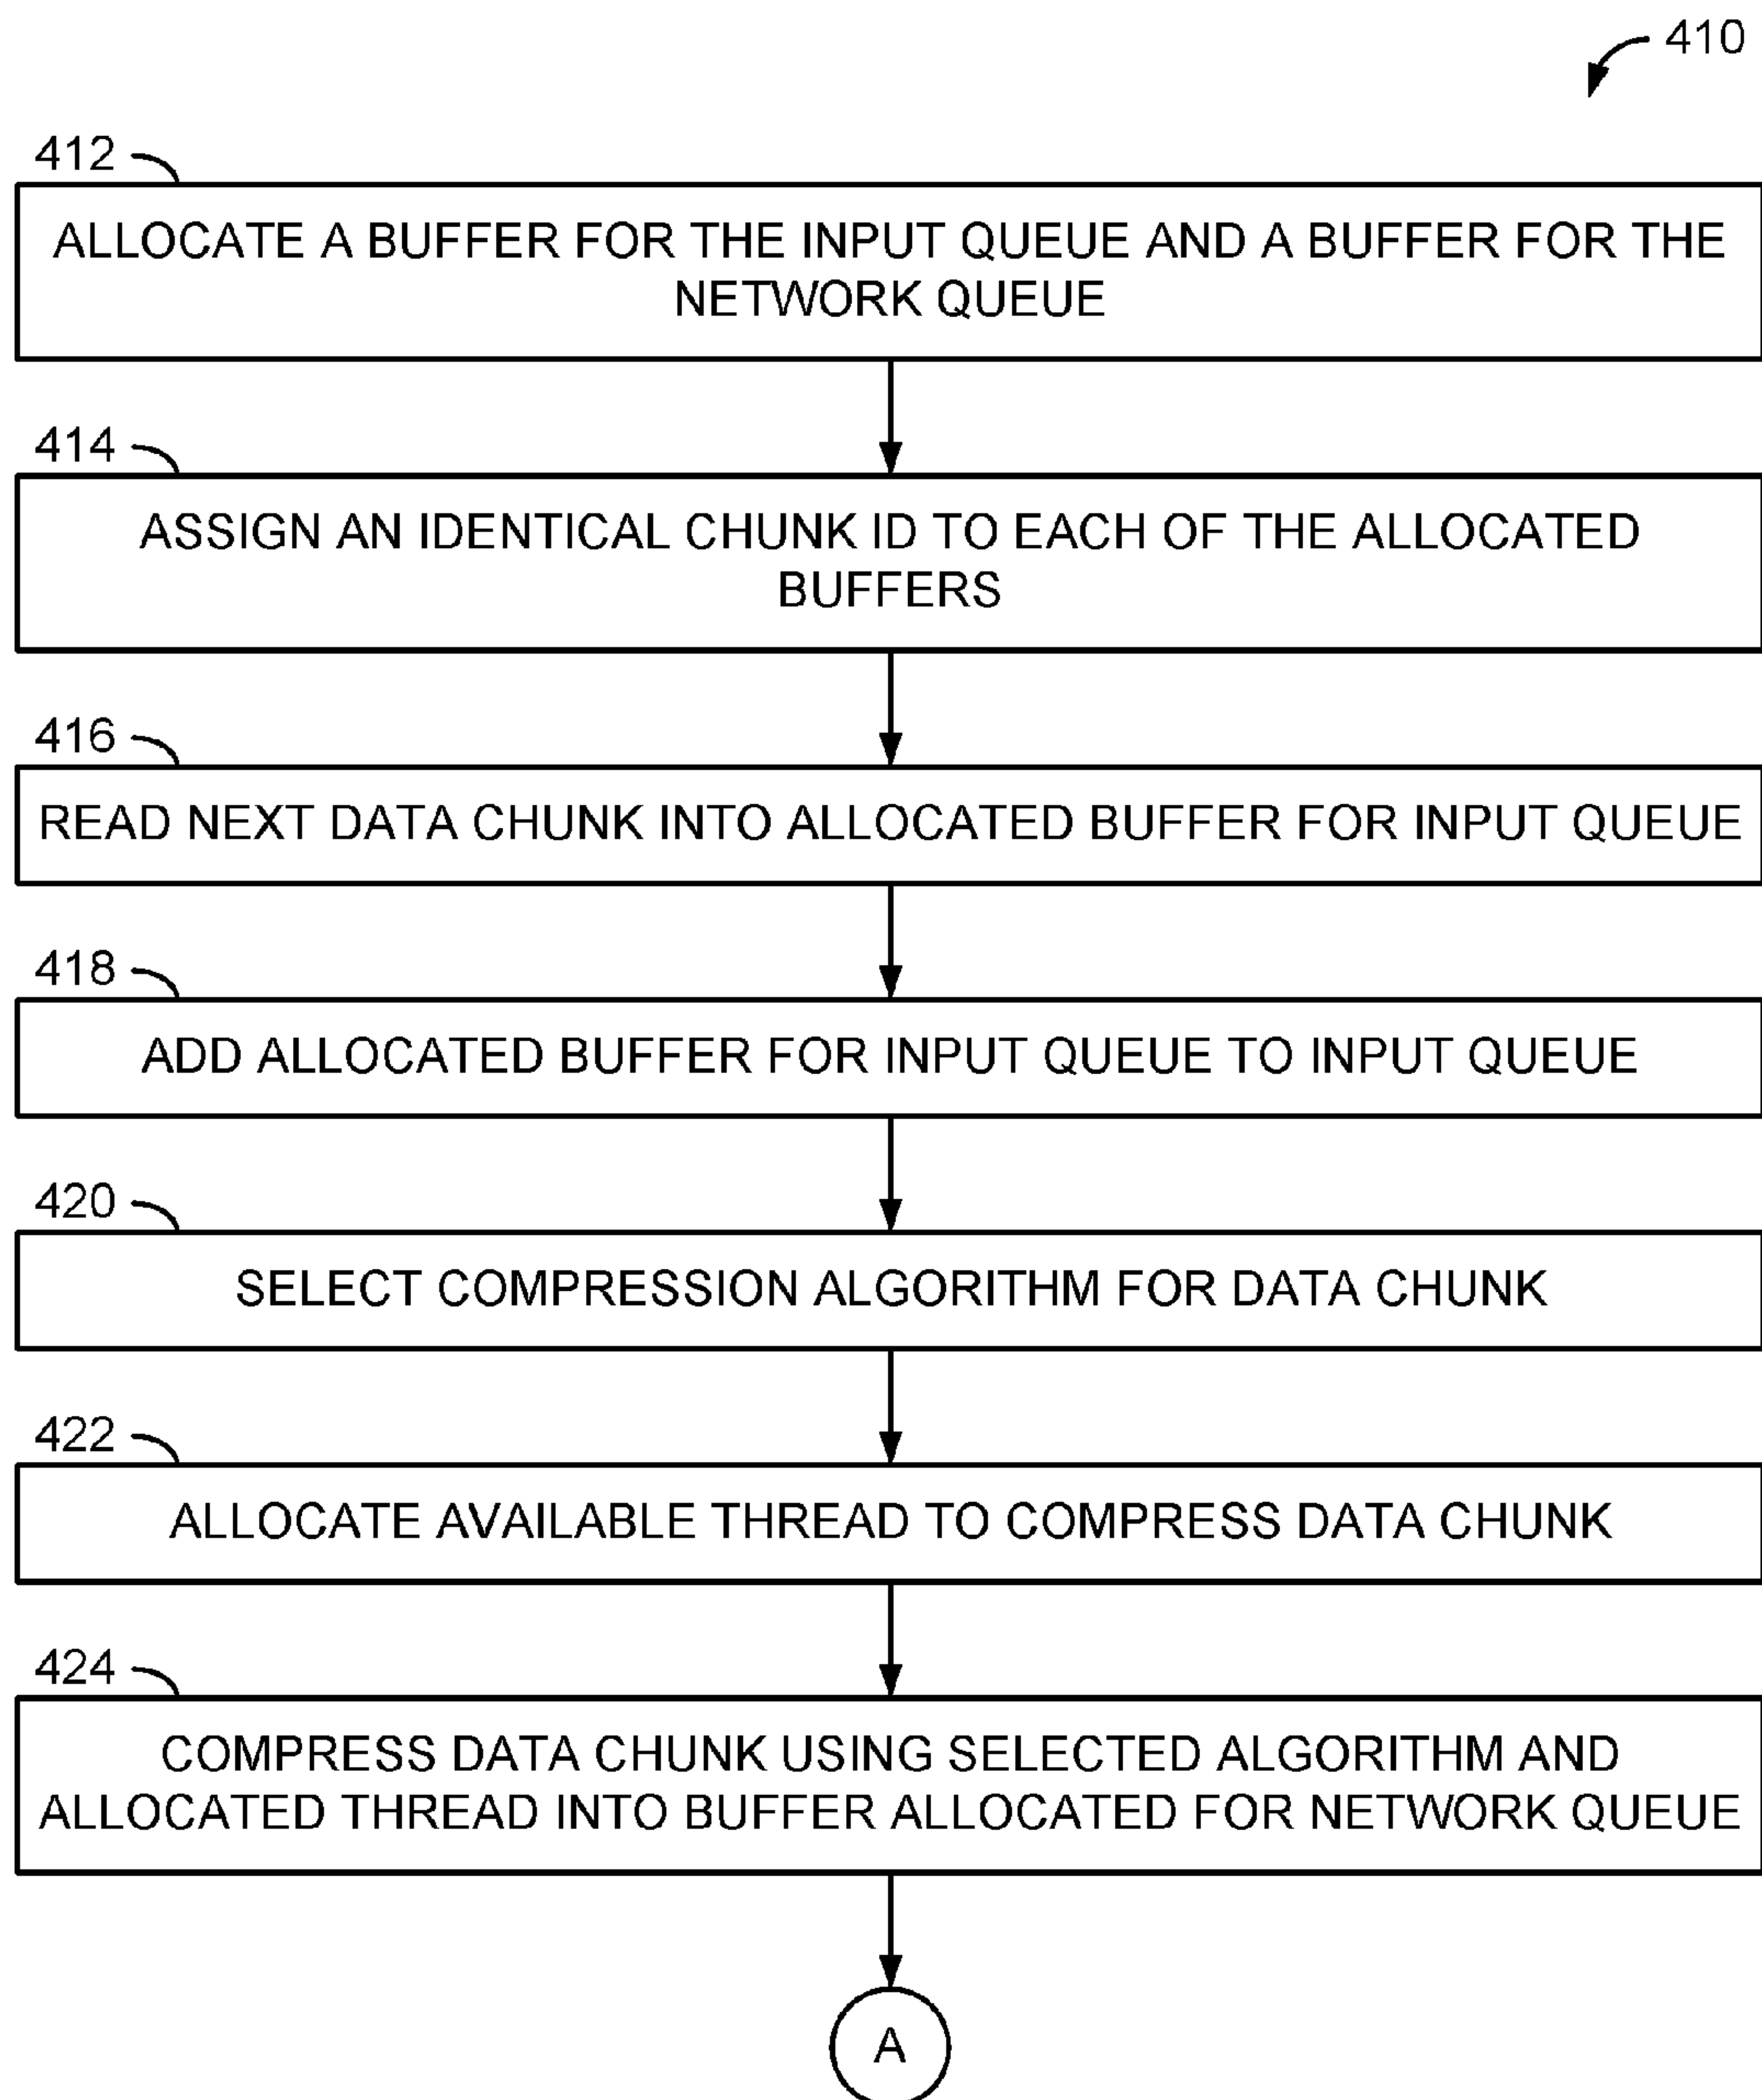 410
412
ALLOCATE A BUFFER FOR THE INPUT QUEUE AND A BUFFER FOR THE
NETWORK QUEUE
414
ASSIGN AN IDENTICAL CHUNK ID TO EACH OF THE ALLOCATED
BUFFERS
416
READ NEXT DATA CHUNK INTO ALLOCATED BUFFER FOR INPUT QUEUE
418
ADD ALLOCATED BUFFER FOR INPUT QUEUE TO INPUT QUEUE
420
SELECT COMPRESSION ALGORITHM FOR DATA CHUNK
422
ALLOCATE AVAILABLE THREAD TO COMPRESS DATA CHUNK
424
COMPRESS DATA CHUNK USING SELECTED ALGORITHM AND
ALLOCATED THREAD INTO BUFFER ALLOCATED FOR NETWORK QUEUE
A